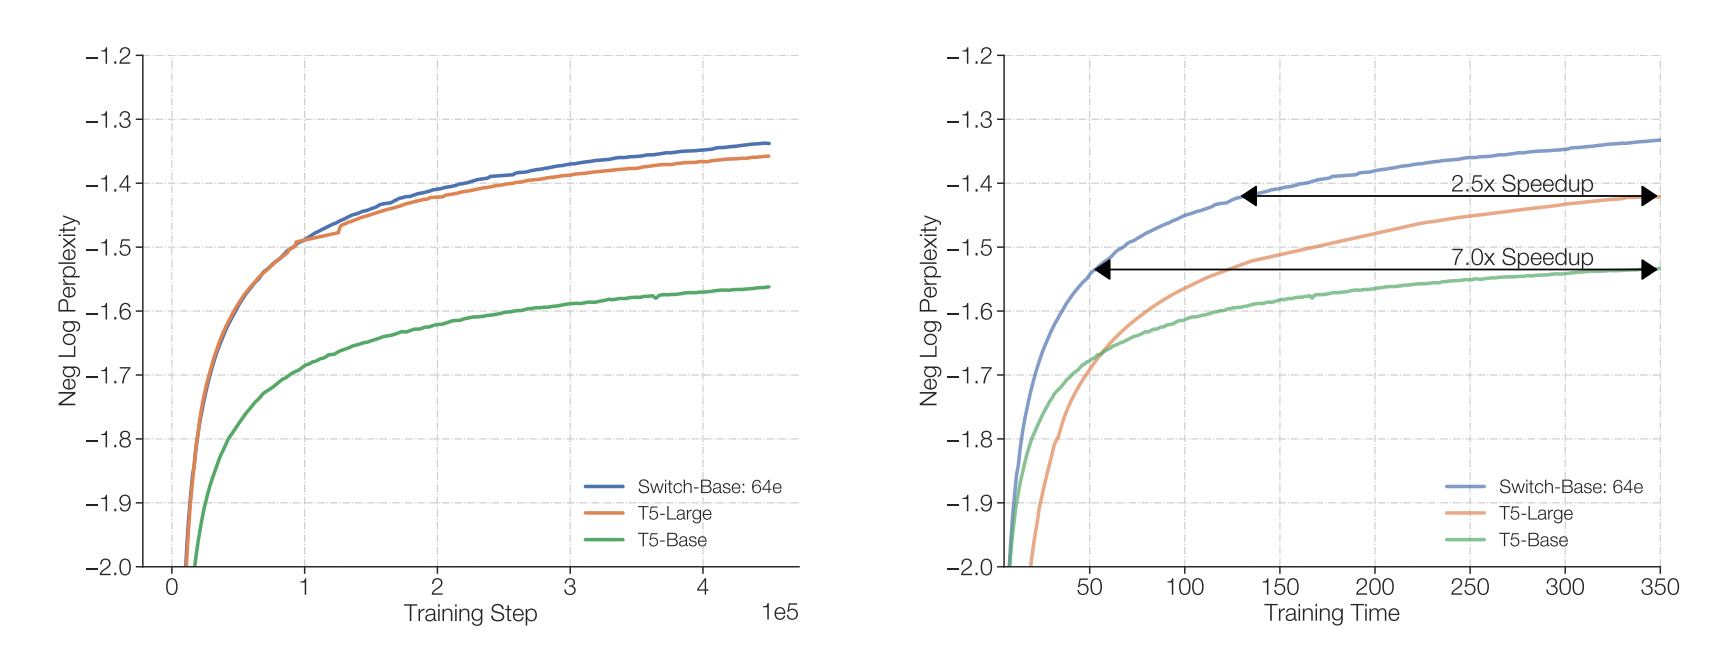 −1.2
−1.3
−1.4
−1.5
−1.6
−1.7
−1.8
−1.9
−2.0
Neg Log Perplexity
0 1 2 3 4
1e5
Training Step
Switch-Base: 64e
T5-Large
T5-Base
−1.2
−1.3
−1.4
−1.5
−1.6
−1.7
−1.8
−1.9
−2.0
Neg Log Perplexity
50 100 150 200 250 300 350
Training Time
2.5x Speedup
7.0x Speedup
Switch-Base: 64e
T5-Large
T5-Base